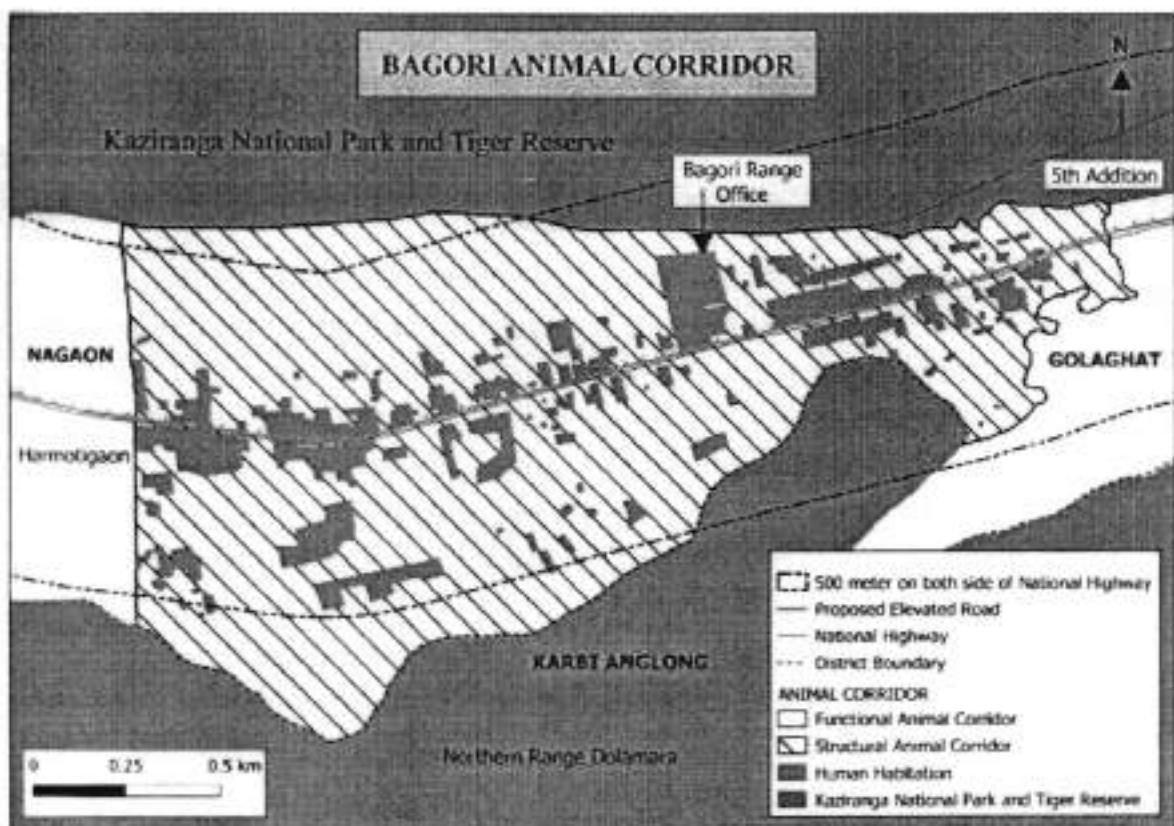 BAGORI ANIMAL CORRIDOR
N
Kaziranga National Park and Tiger Reserve
Bagori Range
Office
5th Addition
NAGAON
GOLAGHAT
Harmotigaon
KARBI ANGLONG
Northern Range Dolamara
0 0.25 0.5 km
500 meter on both side of National Highway
Proposed Elevated Road
National Highway
District Boundary
ANIMAL CORRIDOR
Functional Animal Corridor
Structural Animal Corridor
Human Habitation
Kaziranga National Park and Tiger Reserve